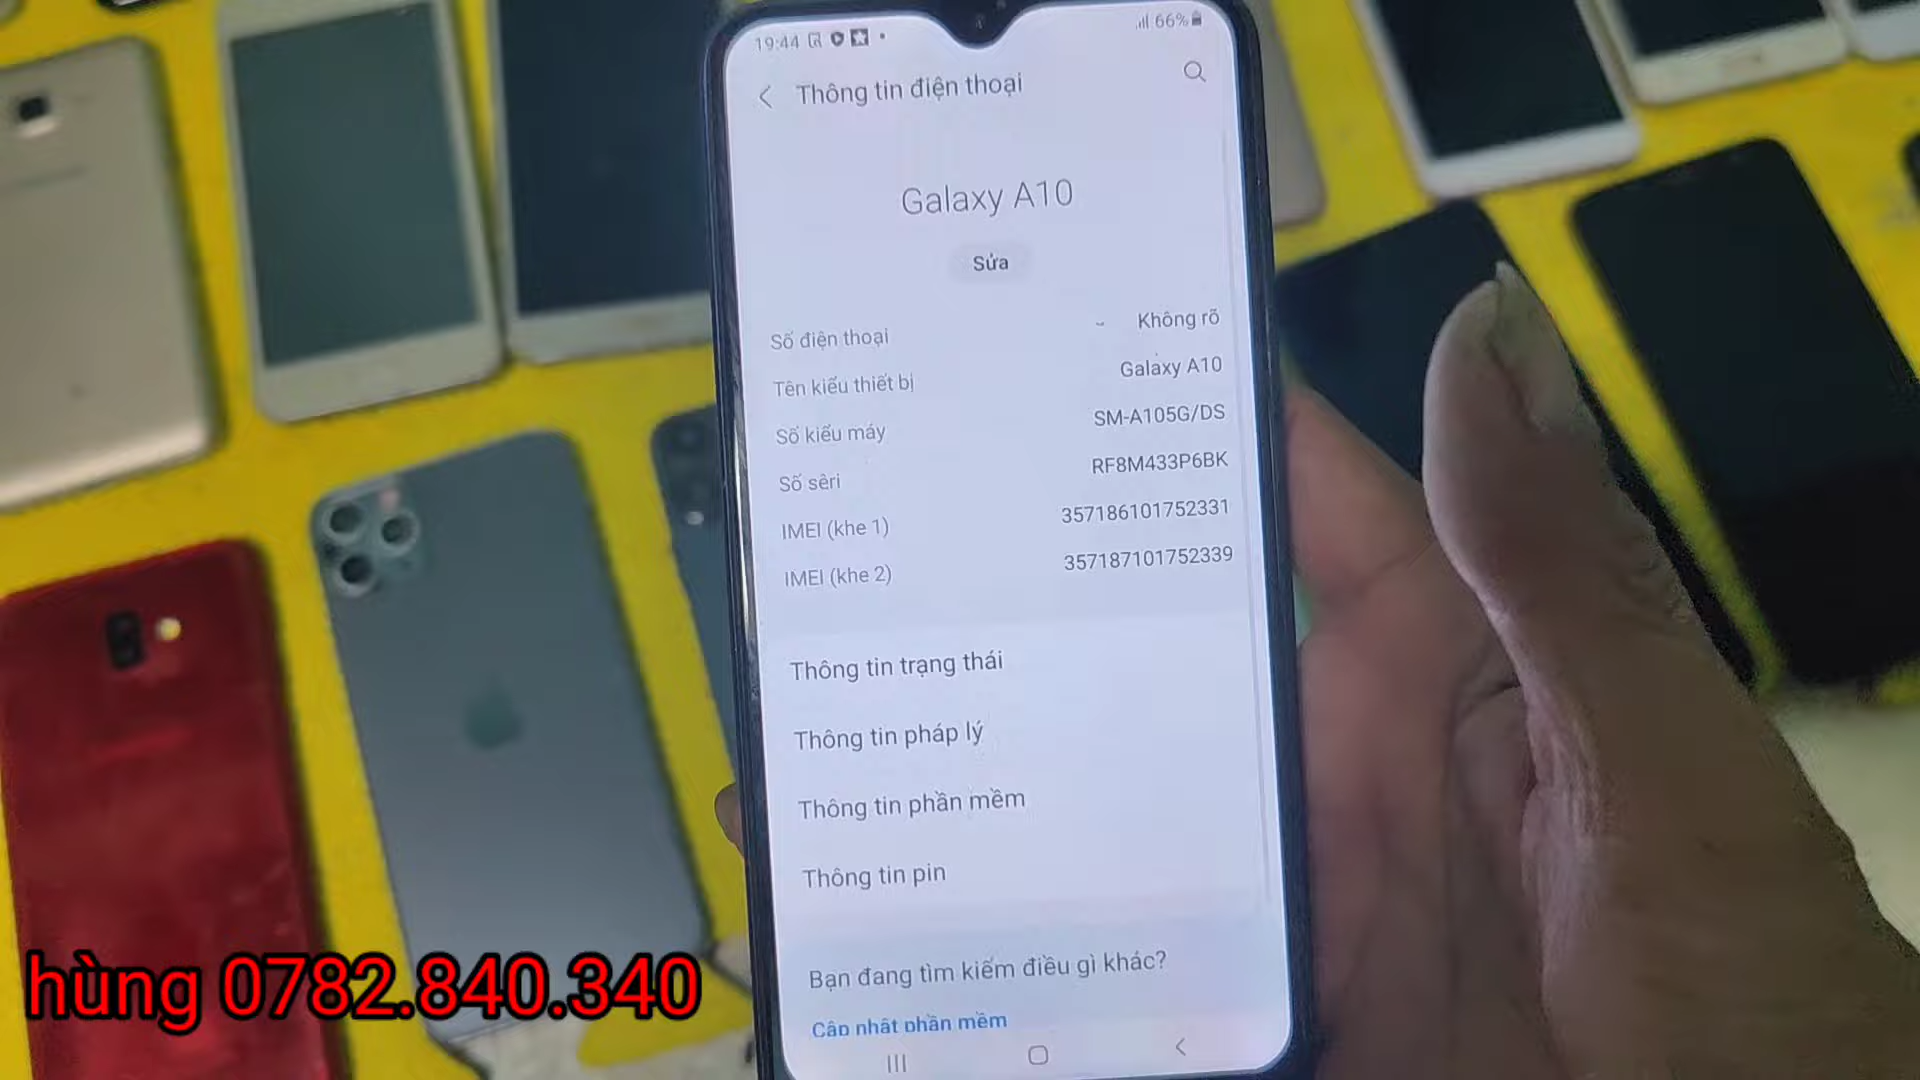 19:44
66%
Thông tin điện thoại
Galaxy A10
Sửa
Số điện thoại Không rõ
Tên kiểu thiết bị Galaxy A10
Số kiểu máy SM-A105G/DS
Số sêri RF8M433P6BK
IMEI (khe 1) 357186101752331
IMEI (khe 2) 357187101752339
Thông tin trạng thái
Thông tin pháp lý
Thông tin phần mềm
Thông tin pin
Bạn đang tìm kiếm điều gì khác?
Cập nhật phần mềm
hùng 0782.840.340